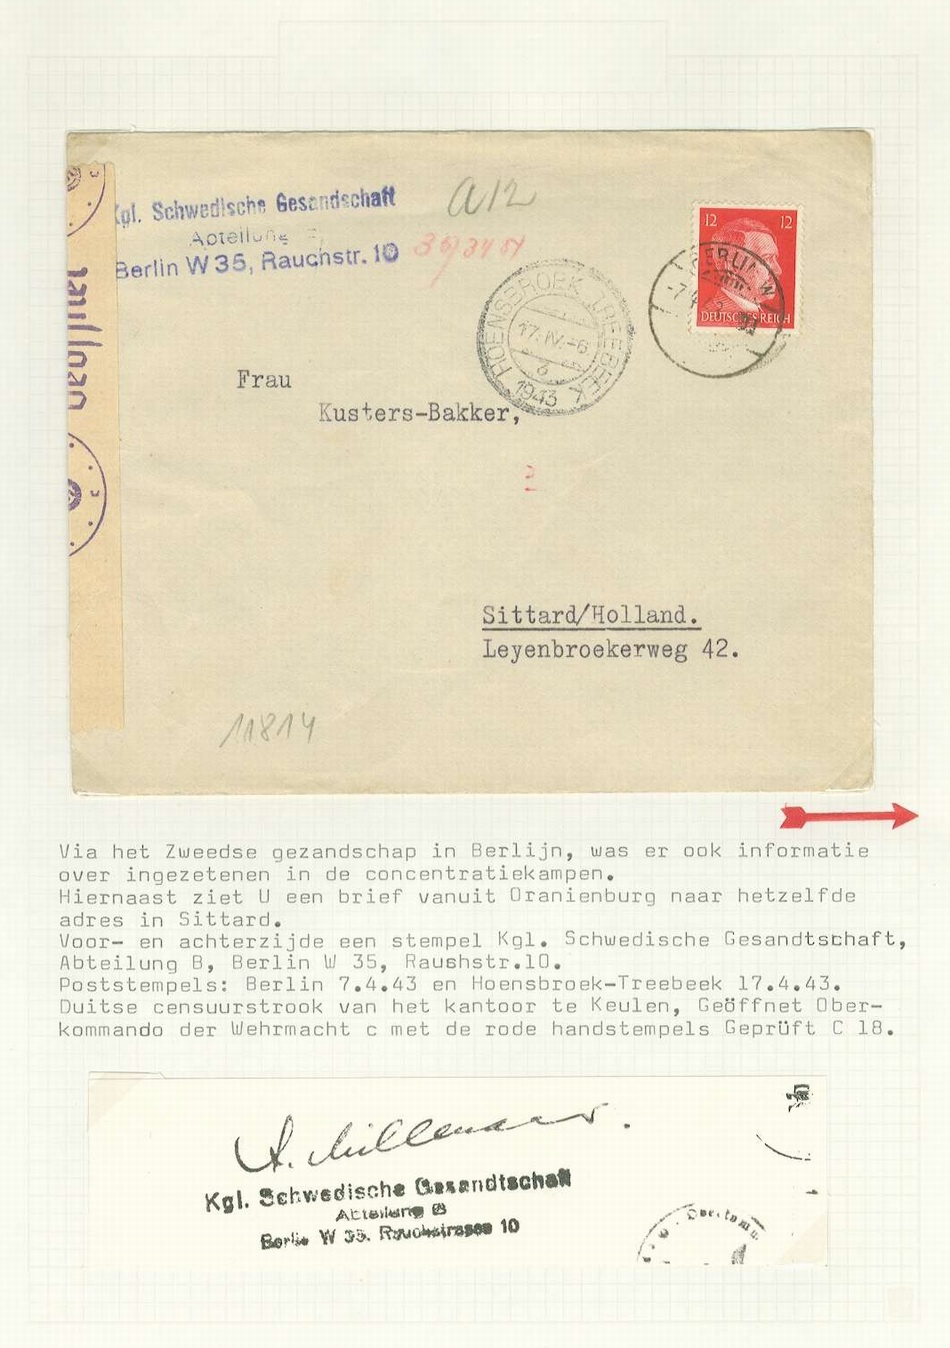 Kgl. Schwedische Gesandschaft
Abteilung B,
Berlin W 35, Rauchstr. 10
a12
12 12
DEUTSCHES REICH
BERLIN W
HOENSBROEK TREEBEEK
17.IV.-6
1943
Frau
Kusters-Bakker,
Sittard/Holland.
Leyenbroekerweg 42.
11814
Via het Zweedse gezandschap in Berlijn, was er ook informatie
over ingezetenen in de concentratiekampen.
Hiernaast ziet U een brief vanuit Oranienburg naar hetzelfde
adres in Sittard.
Voor- en achterzijde een stempel Kgl. Schwedische Gesandtschaft,
Abteilung B, Berlin W 35, Raushstr.10.
Poststempels: Berlin 7.4.43 en Hoensbroek-Treebeek 17.4.43.
Duitse censuurstrook van het kantoor te Keulen, Geöffnet Ober-
kommando der Wehrmacht c met de rode handstempels Geprüft C 18.
Kgl. Schwedische Gesandtschaft
Abteilung B
Berlin W 35. Rauchstrasse 10